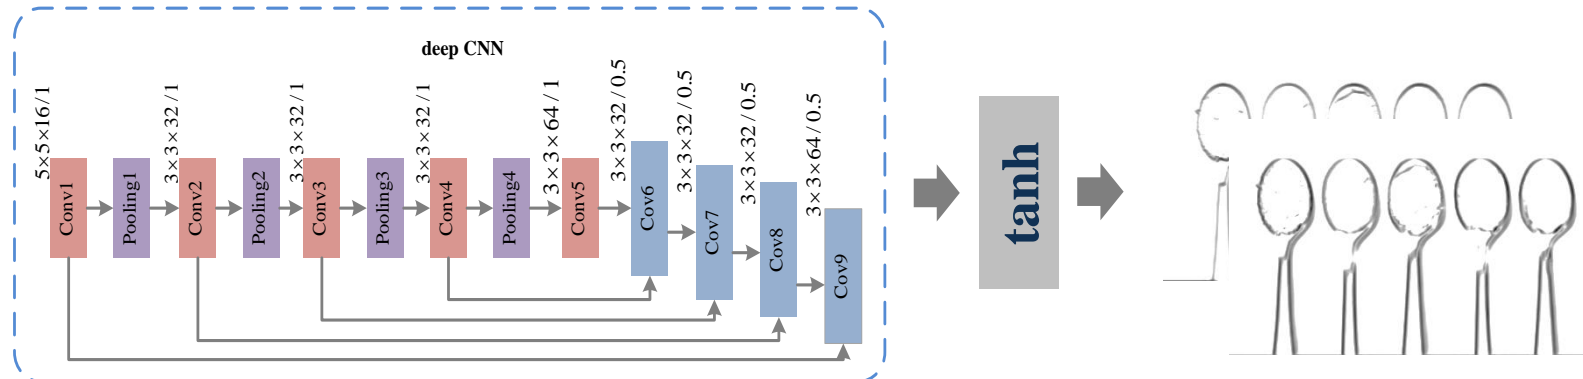 deep CNN
5×5×16/1
3×3×32/1
3×3×32/1
3×3×32/1
3×3×64/1
3×3×32/0.5
3×3×32/0.5
3×3×32/0.5
3×3×64/0.5
Conv1
Pooling1
Conv2
Pooling2
Conv3
Pooling3
Conv4
Pooling4
Conv5
Cov6
Cov7
Cov8
Cov9
tanh